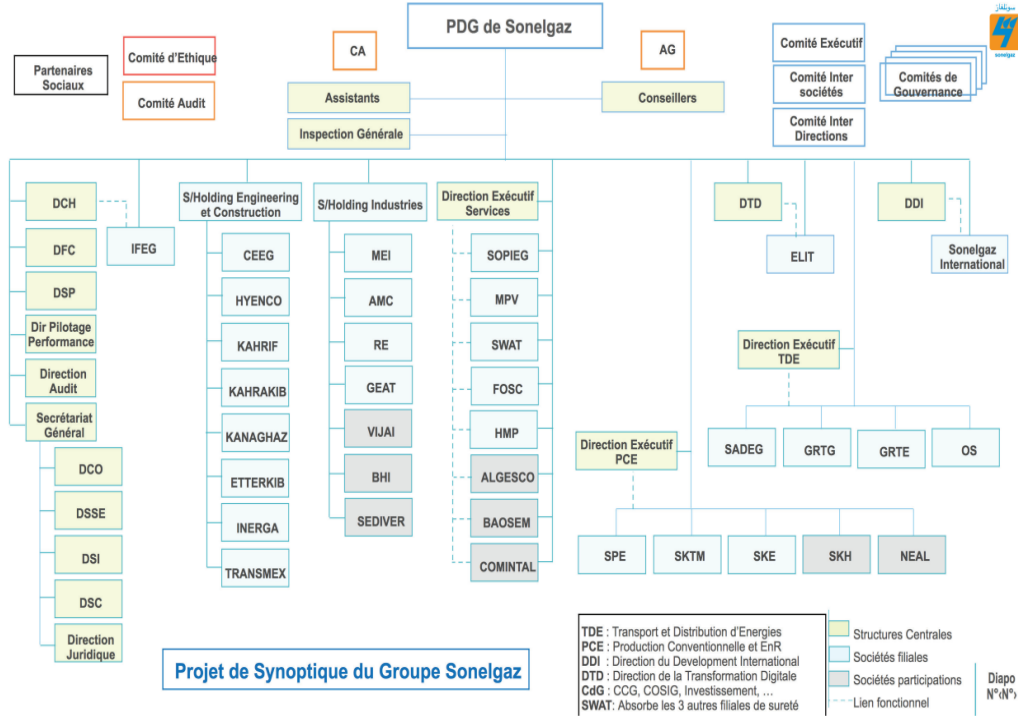 PDG de Sonelgaz
سونلغاز
sonelgaz
Partenaires
Sociaux
Comité d'Ethique
Comité Audit
CA
AG
Comité Exécutif
Comité Inter
sociétés
Comité Inter
Directions
Comités de
Gouvernance
Assistants
Conseillers
Inspection Générale
DCH
IFEG
DFC
DSP
Dir Pilotage
Performance
Direction
Audit
Secrétariat
Général
DCO
DSSE
DSI
DSC
Direction
Juridique
S/Holding Engineering
et Construction
CEEG
HYENCO
KAHRIF
KAHRAKIB
KANAGHAZ
ETTERKIB
INERGA
TRANSMEX
S/Holding Industries
MEI
AMC
RE
GEAT
VIJAI
BHI
SEDIVER
Direction Exécutif
Services
SOPIEG
MPV
SWAT
FOSC
HMP
ALGESCO
BAOSEM
COMINTAL
DTD
ELIT
DDI
Sonelgaz
International
Direction Exécutif
TDE
SADEG
GRTG
GRTE
OS
Direction Exécutif
PCE
SPE
SKTM
SKE
SKH
NEAL
Projet de Synoptique du Groupe Sonelgaz
TDE : Transport et Distribution d'Energies
PCE : Production Conventionelle et EnR
DDI : Direction du Development International
DTD : Direction de la Transformation Digitale
CdG : CCG, COSIG, Investissement, ...
SWAT: Absorbe les 3 autres filiales de sureté
Structures Centrales
Sociétés filiales
Sociétés participations
Lien fonctionnel
Diapo
N°‹N°›